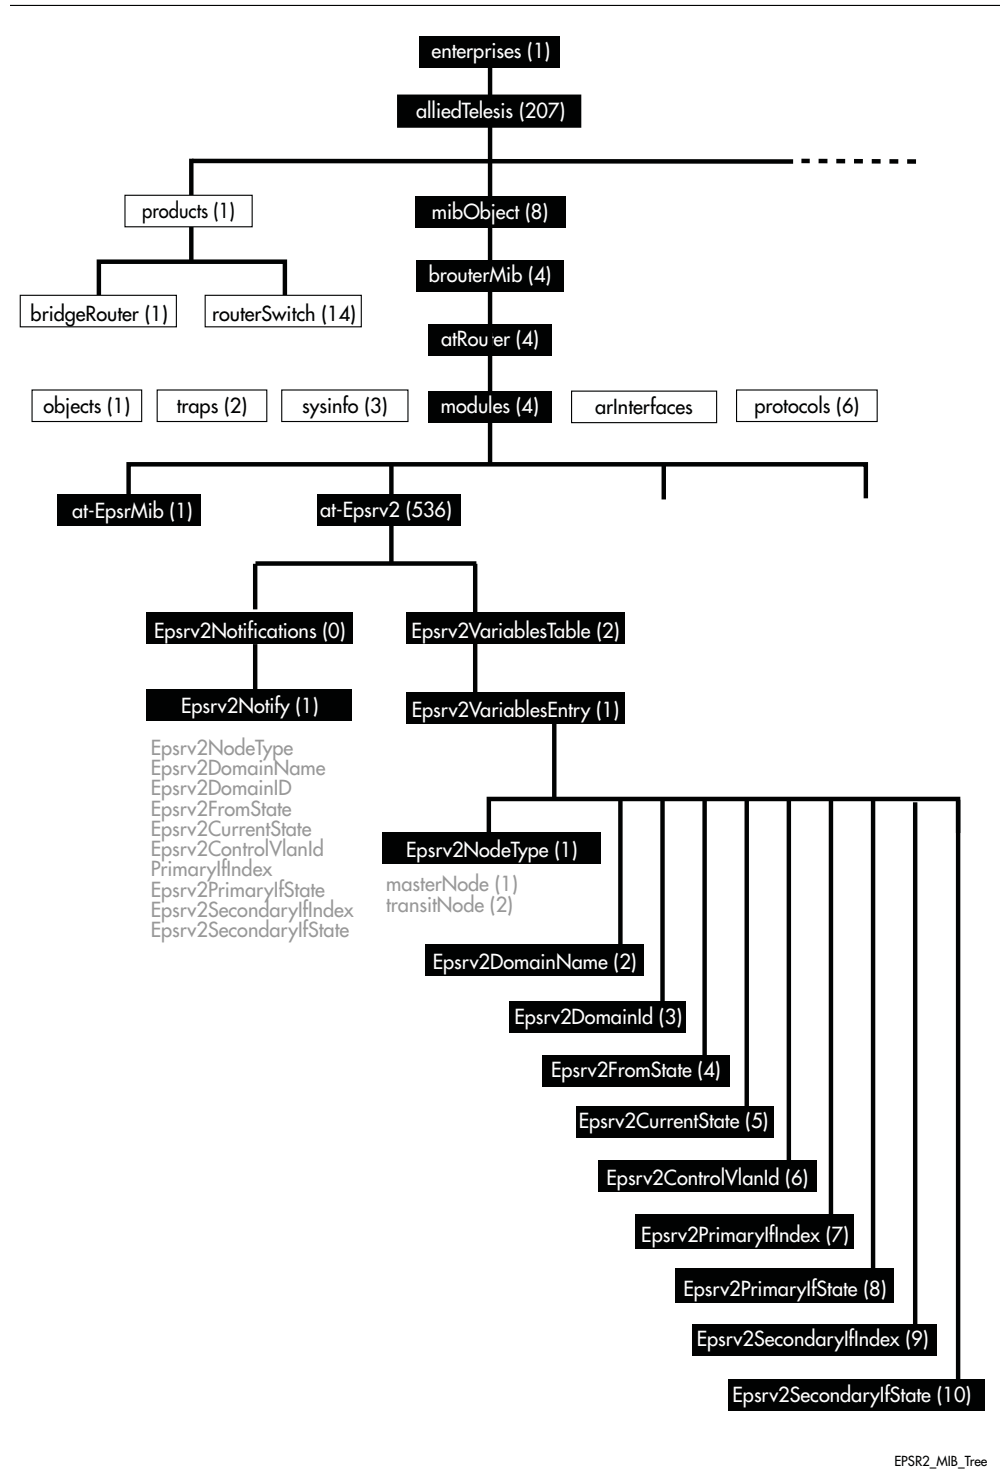 enterprises (1)
alliedTelesis (207)
products (1)
mibObject (8)
brouterMib (4)
bridgeRouter (1)
routerSwitch (14)
atRouter (4)
objects (1)
traps (2)
sysinfo (3)
modules (4)
arInterfaces
protocols (6)
at-EpsrMib (1)
at-Epsrv2 (536)
Epsrv2Notifications (0)
Epsrv2VariablesTable (2)
Epsrv2Notify (1)
Epsrv2VariablesEntry (1)
Epsrv2NodeType
Epsrv2DomainName
Epsrv2DomainID
Epsrv2FromState
Epsrv2CurrentState
Epsrv2ControlVlanId
PrimaryIfIndex
Epsrv2PrimaryIfState
Epsrv2SecondaryIfIndex
Epsrv2SecondaryIfState
Epsrv2NodeType (1)
masterNode (1)
transitNode (2)
Epsrv2DomainName (2)
Epsrv2DomainId (3)
Epsrv2FromState (4)
Epsrv2CurrentState (5)
Epsrv2ControlVlanId (6)
Epsrv2PrimaryIfIndex (7)
Epsrv2PrimaryIfState (8)
Epsrv2SecondaryIfIndex (9)
Epsrv2SecondaryIfState (10)
EPSR2_MIB_Tree